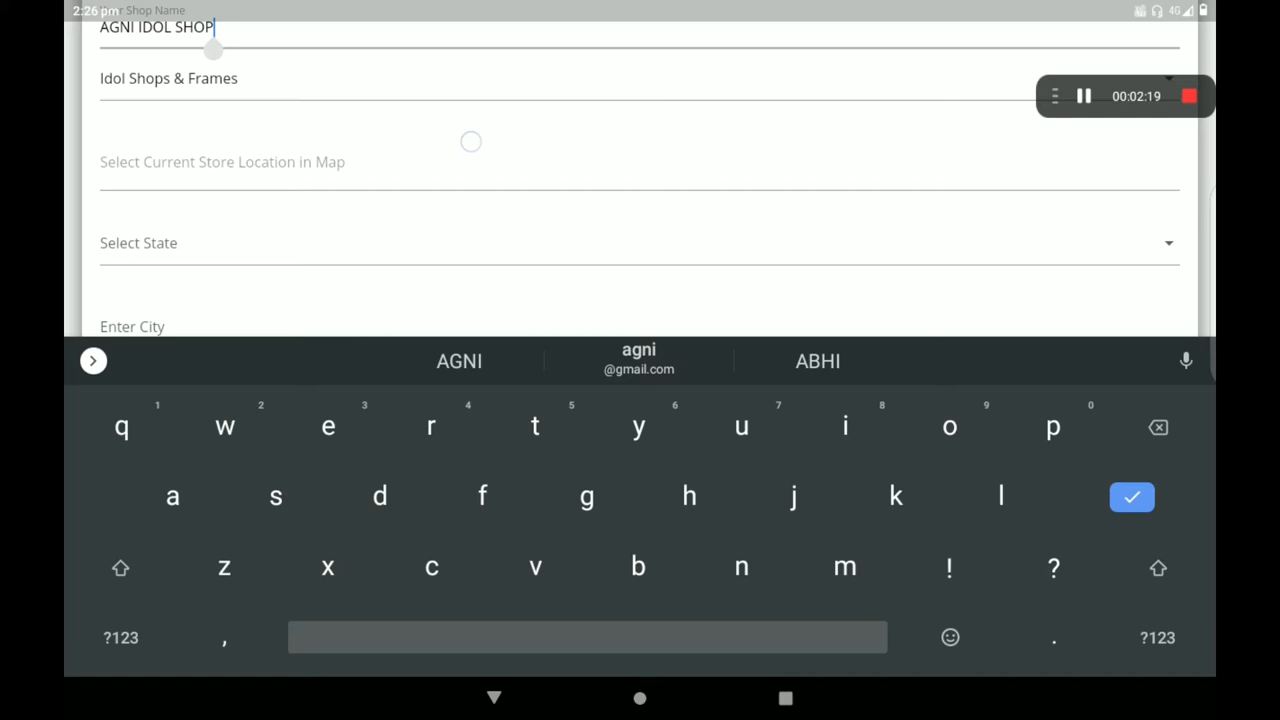 2:26 pm
Your Shop Name
4G
AGNI IDOL SHOP
Idol Shops & Frames
00:02:19
Select Current Store Location in Map
Select State
Enter City
AGNI agni ABHI
@gmail.com
1 2 3 4 5 6 7 8 9 0
q w e r t y u i o p
a s d f g h j k l
z x c v b n m ! ?
?123 , . ?123